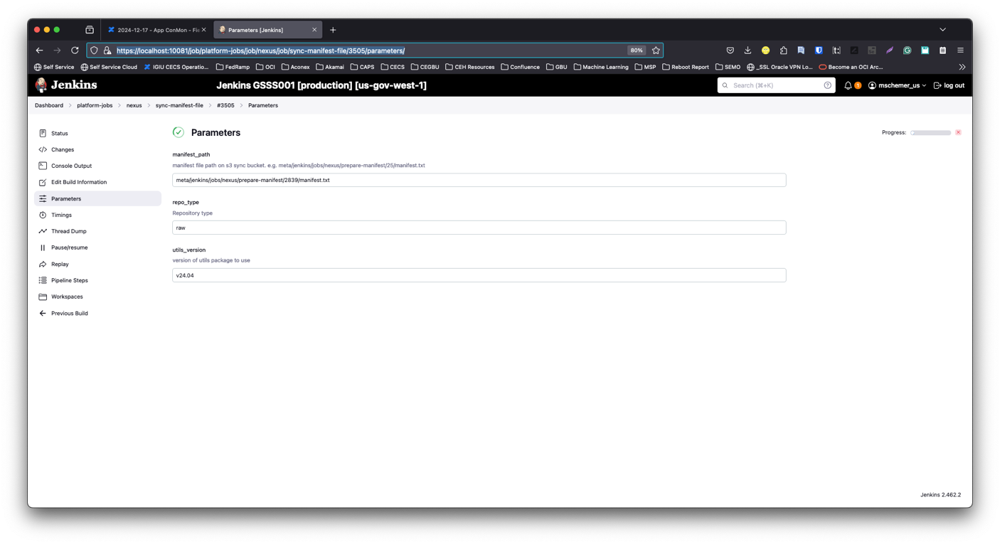 2024-12-17 - App ConMon - Fie
Parameters [Jenkins]
https://localhost:10081/job/platform-jobs/job/nexus/job/sync-manifest-file/3505/parameters/
80%
Self Service
Self Service Cloud
IGIU CECS Operatio...
FedRamp
OCI
Aconex
Akamai
CAPS
CECS
CEGBU
CEH Resources
Confluence
GBU
Machine Learning
MSP
Reboot Report
SEMO
_SSL Oracle VPN Lo...
Become an OCI Arc...
Jenkins
Jenkins GSSS001 [production] [us-gov-west-1]
Search (⌘+K)
1
mschemer_us
log out
Dashboard > platform-jobs > nexus > sync-manifest-file > #3505 > Parameters
Status
Changes
Console Output
Edit Build Information
Parameters
Timings
Thread Dump
Pause/resume
Replay
Pipeline Steps
Workspaces
Previous Build
Parameters
Progress:
manifest_path
manifest file path on s3 sync bucket. e.g. meta/jenkins/jobs/nexus/prepare-manifest/25/manifest.txt
meta/jenkins/jobs/nexus/prepare-manifest/2839/manifest.txt
repo_type
Repository type
raw
utils_version
version of utils package to use
v24.04
Jenkins 2.462.2